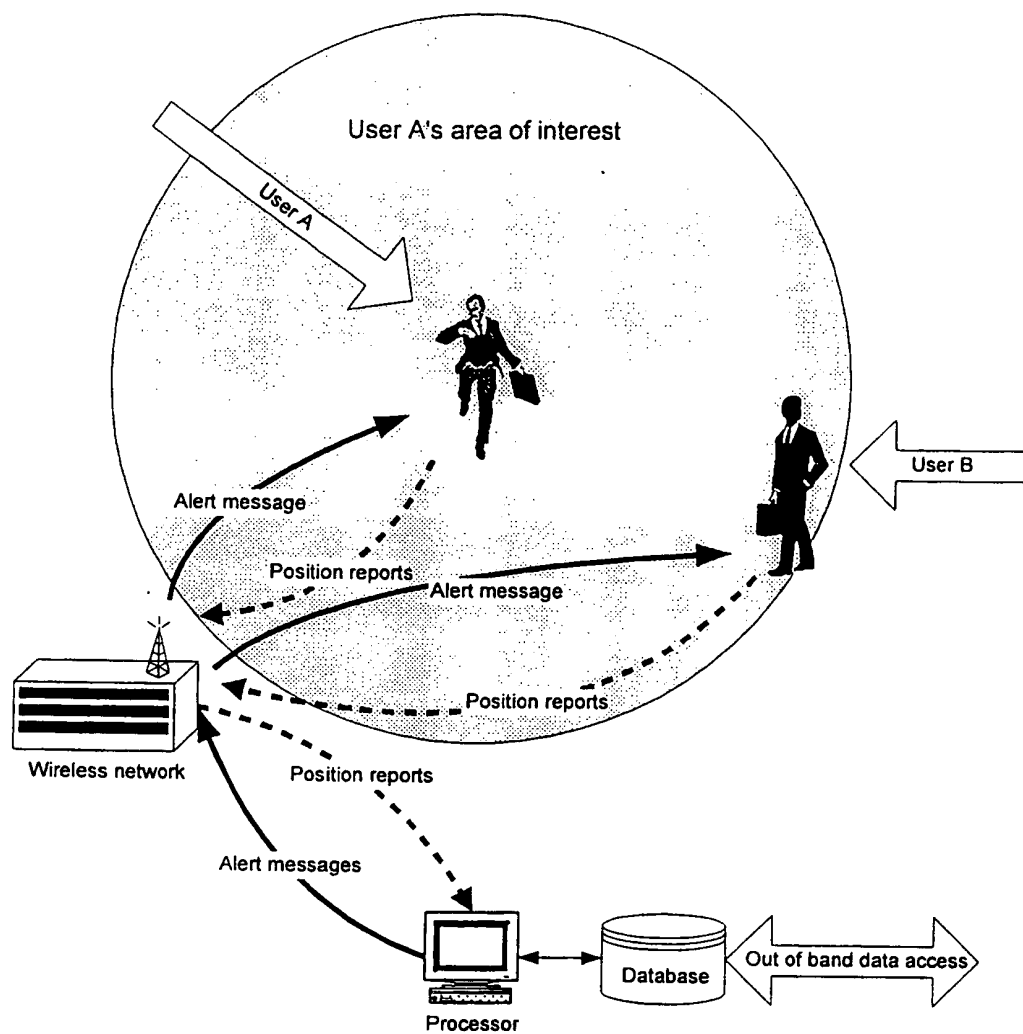 User A's area of interest
User A
User B
Alert message
Position reports
Alert message
Position reports
Wireless network
Position reports
Alert messages
Out of band data access
Database
Processor